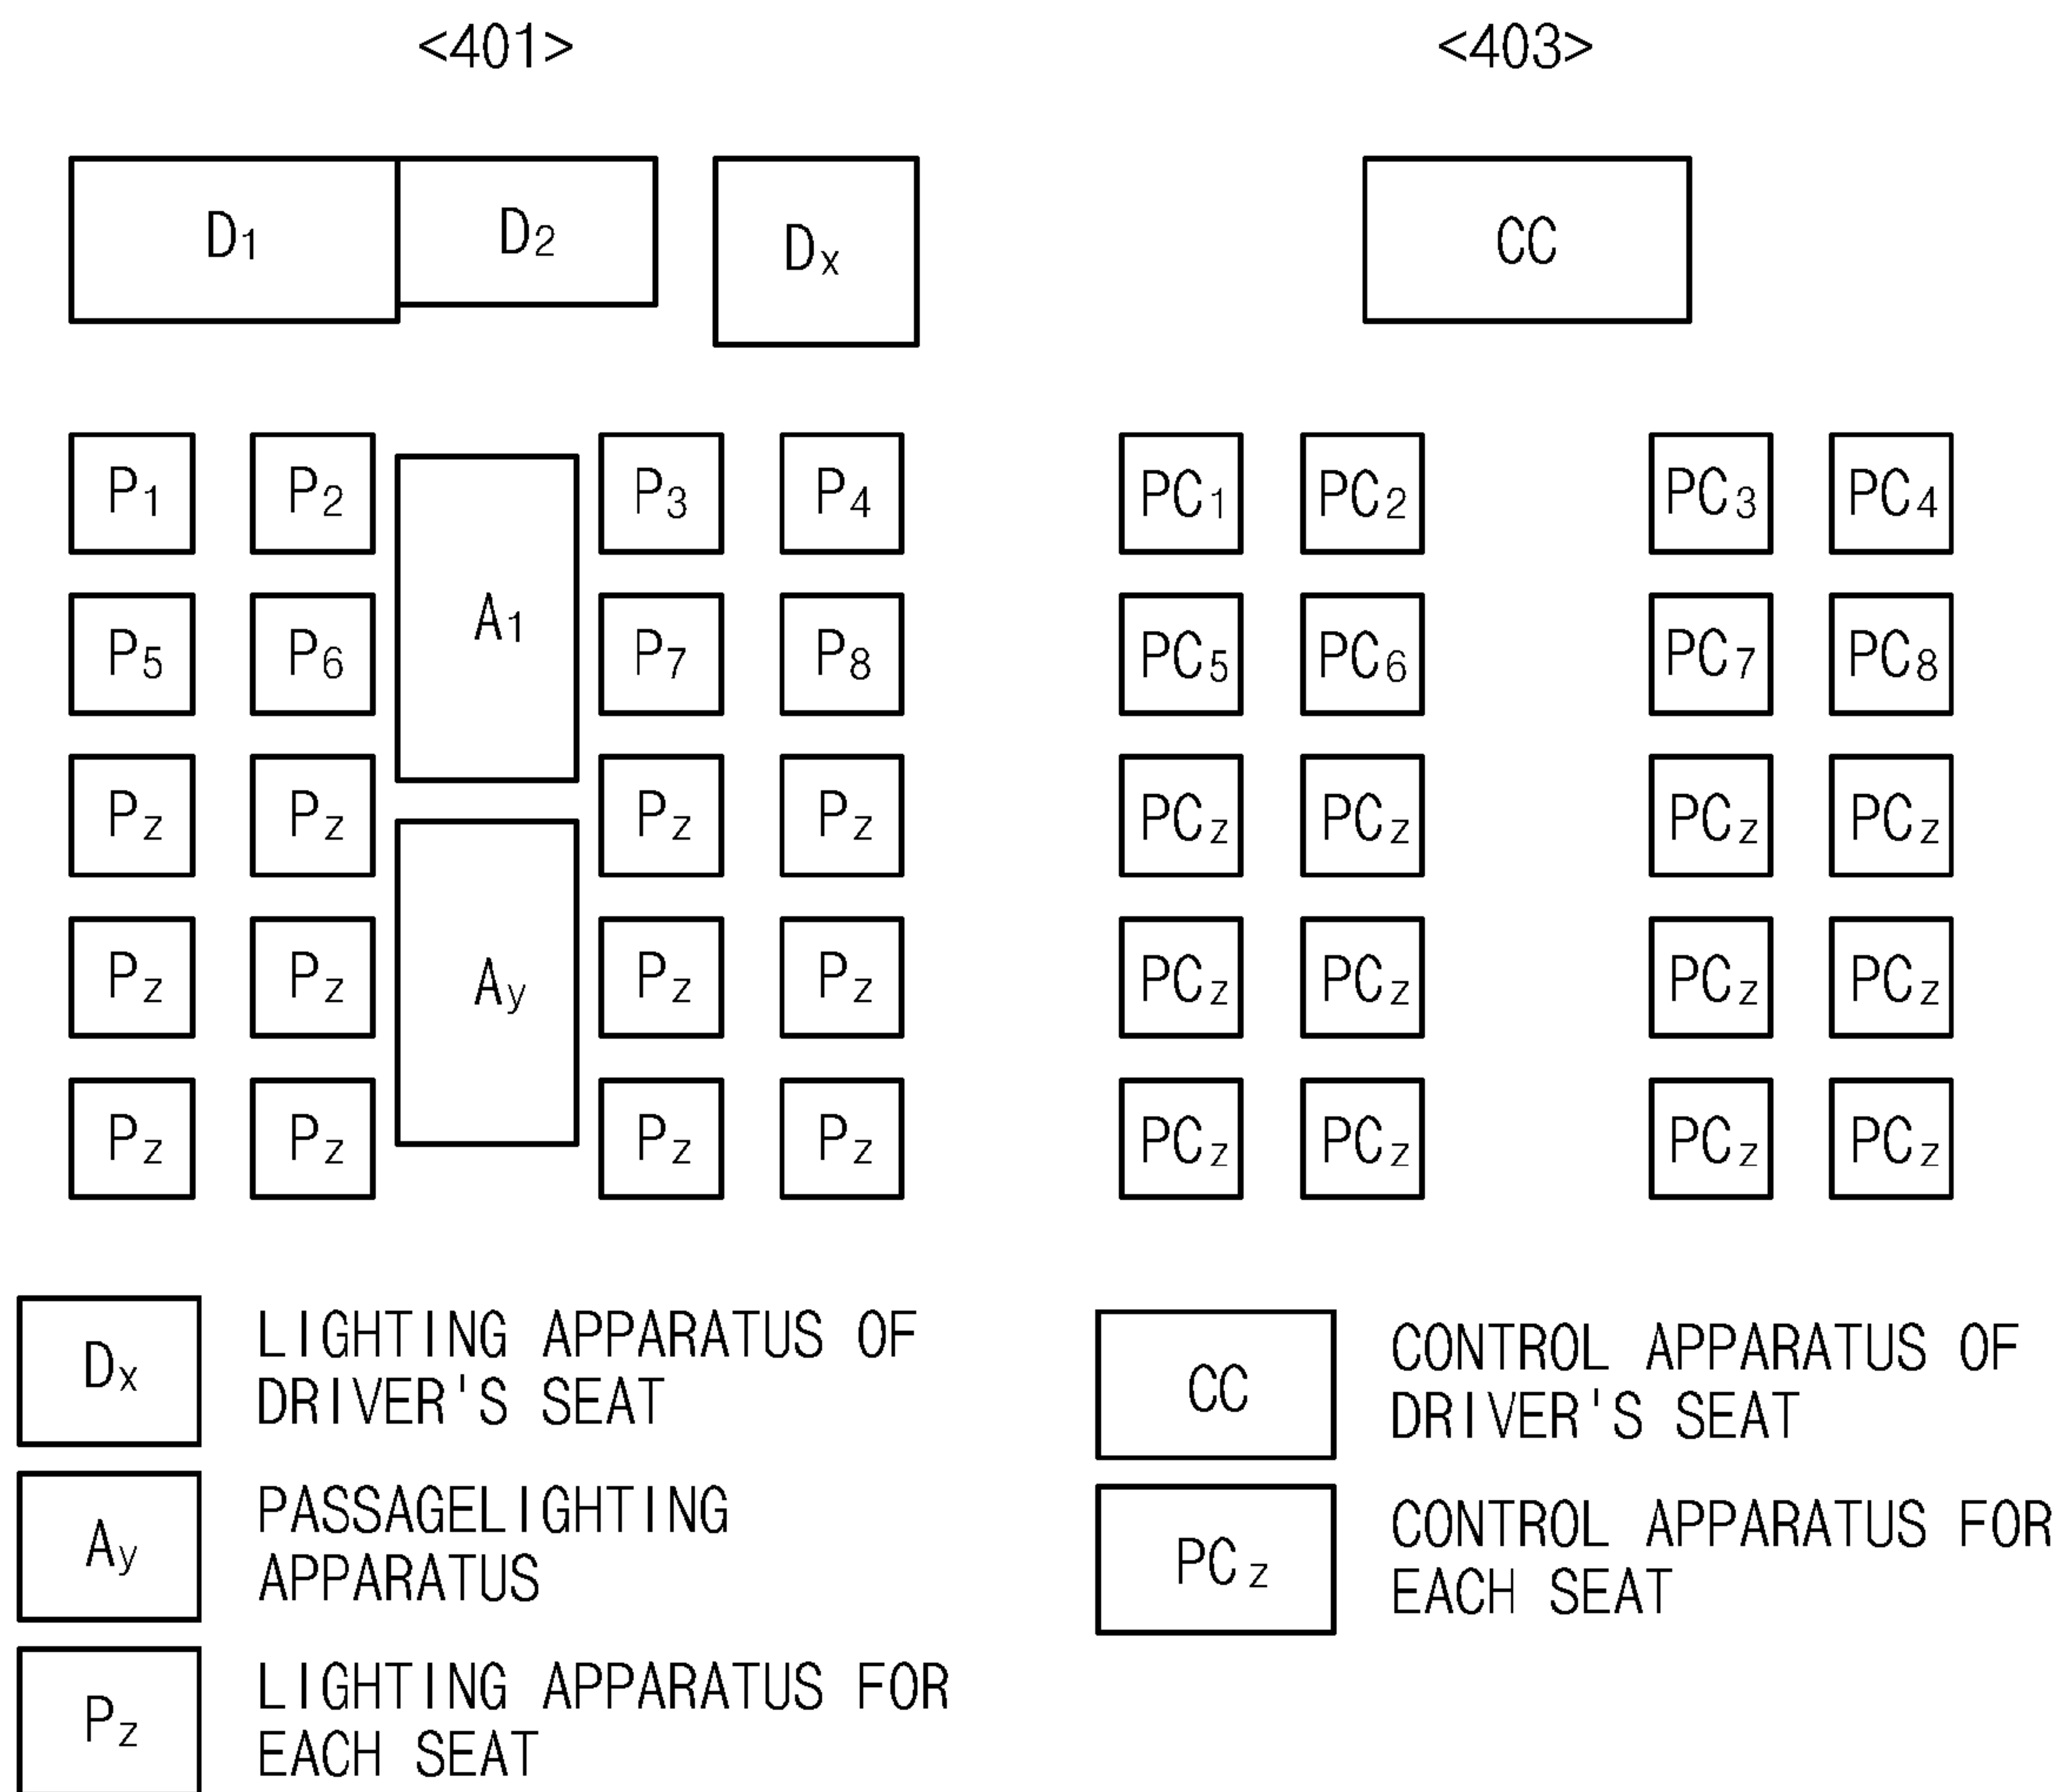 <401> <403>
D1 D2 Dx CC
P1 P2 P3 P4 PC1 PC2 PC3 PC4
A1
P5 P6 P7 P8 PC5 PC6 PC7 PC8
Pz Pz Pz Pz PCz PCz PCz PCz
Ay
Pz Pz Pz Pz PCz PCz PCz PCz
Pz Pz Pz Pz PCz PCz PCz PCz
Dx
LIGHTING APPARATUS OF
DRIVER'S SEAT
Ay
PASSAGELIGHTING
APPARATUS
Pz
LIGHTING APPARATUS FOR
EACH SEAT
CC
CONTROL APPARATUS OF
DRIVER'S SEAT
PCz
CONTROL APPARATUS FOR
EACH SEAT